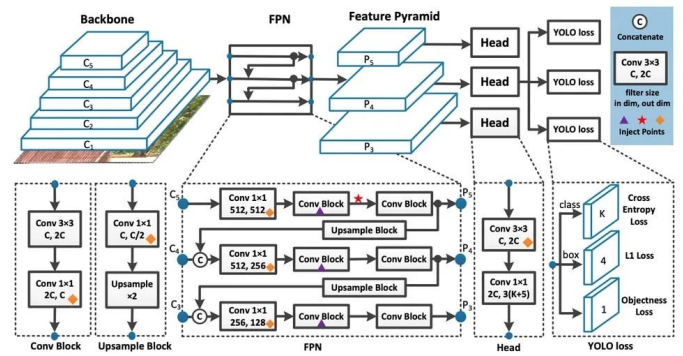 Backbone
FPN
Feature Pyramid
C5
C4
C3
C2
C1
P5
P4
P3
Head
Head
Head
YOLO loss
YOLO loss
YOLO loss
C
Concatenate
Conv 3×3
C, 2C
filter size
in dim, out dim
Inject Points
Conv 3×3
C, 2C
Conv 1×1
2C, C
Conv Block
Conv 1×1
C, C/2
Upsample
×2
Upsample Block
C5
Conv 1×1
512, 512
Conv Block
Conv Block
P5
Upsample Block
C4
C
Conv 1×1
512, 256
Conv Block
Conv Block
P4
Upsample Block
C3
C
Conv 1×1
256, 128
Conv Block
Conv Block
P3
FPN
Conv 3×3
C, 2C
Conv 1×1
2C, 3(K+5)
Head
class
K
Cross
Entropy
Loss
box
4
L1 Loss
1
Objectness
Loss
YOLO loss